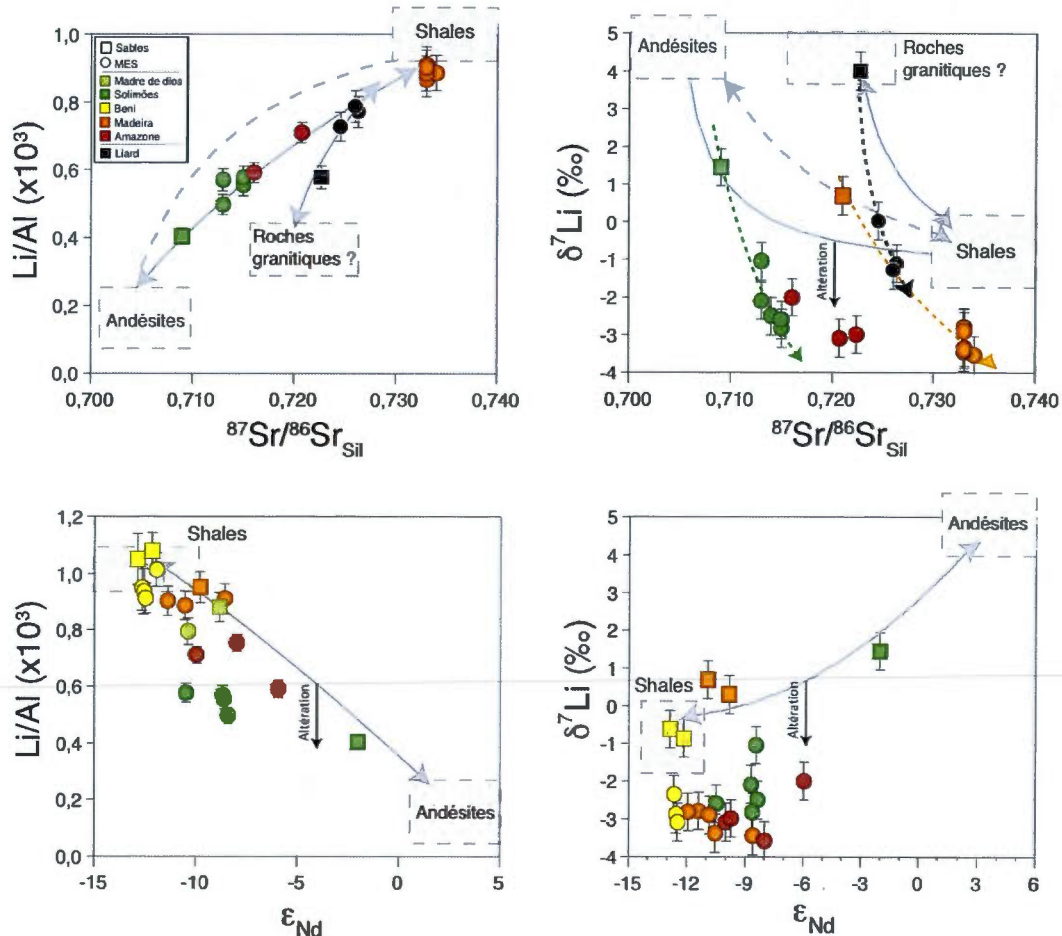 Li/Al (x10³)
1,0
0,8
0,6
0,4
0,2
0,0
Sables
MES
Madre de dios
Solimões
Beni
Madeira
Amazone
Liard
Shales
Roches
granitiques ?
Andésites
0,700 0,710 0,720 0,730 0,740
⁸⁷Sr/⁸⁶Sr_Sil
δ⁷Li (‰)
5
4
3
2
1
0
-1
-2
-3
-4
Andésites
Roches
granitiques ?
Shales
Altération
0,700 0,710 0,720 0,730 0,740
⁸⁷Sr/⁸⁶Sr_Sil
Li/Al (x10³)
1,2
1,0
0,8
0,6
0,4
0,2
0,0
Shales
Altération
Andésites
-15 -10 -5 0 5
ε_Nd
δ⁷Li (‰)
5
4
3
2
1
0
-1
-2
-3
-4
Andésites
Shales
Altération
-15 -12 -9 -6 -3 0 3 6
ε_Nd